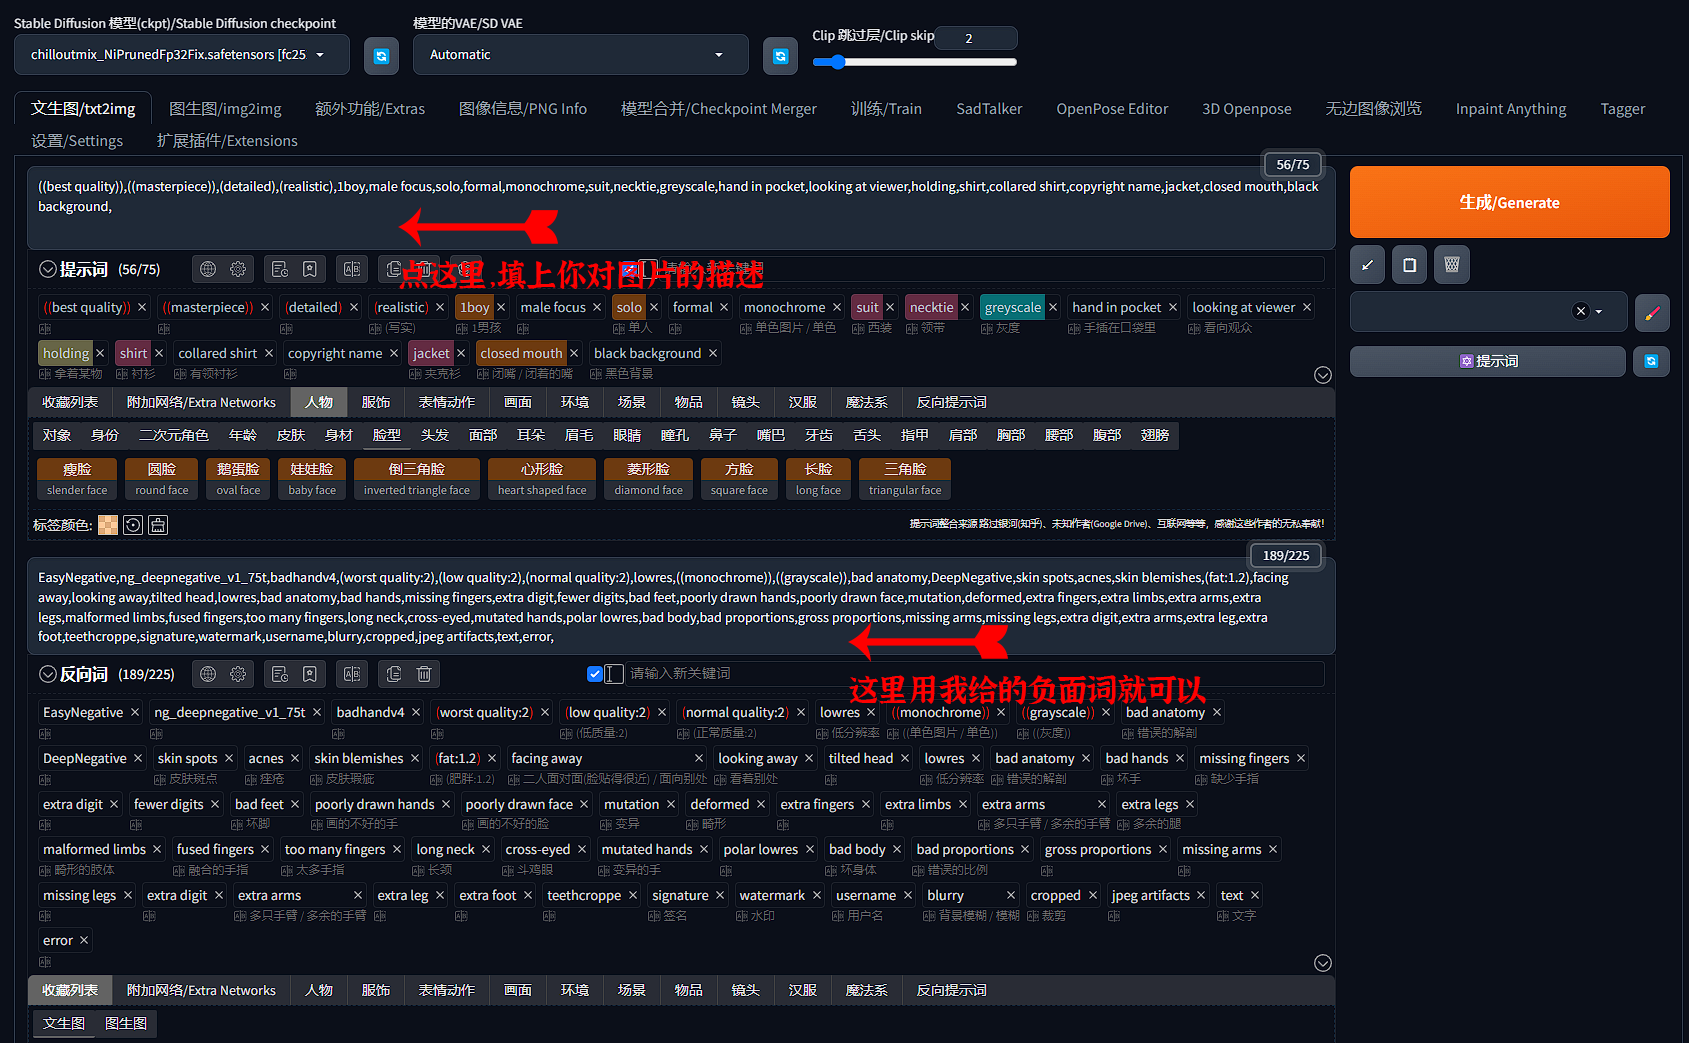 Stable Diffusion 模型(ckpt)/Stable Diffusion checkpoint
模型的VAE/SD VAE
Clip 跳过层/Clip skip
2
chilloutmix_NiPrunedFp32Fix.safetensors [fc25
Automatic
文生图/txt2img
图生图/img2img
额外功能/Extras
图像信息/PNG Info
模型合并/Checkpoint Merger
训练/Train
SadTalker
OpenPose Editor
3D Openpose
无边图像浏览
Inpaint Anything
Tagger
设置/Settings
扩展插件/Extensions
56/75
((best quality)),((masterpiece)),(detailed),(realistic),1boy,male focus,solo,formal,monochrome,suit,necktie,greyscale,hand in pocket,looking at viewer,holding,shirt,collared shirt,copyright name,jacket,closed mouth,black
background,
生成/Generate
提示词 (56/75)
点这里,填上你对图片的描述
((best quality)) ((masterpiece)) (detailed) (realistic) 1boy male focus solo formal monochrome suit necktie greyscale hand in pocket looking at viewer
(写实) 1男孩 单人 单色图片 / 单色 西装 领带 灰度 手插在口袋里 看向观众
提示词
holding shirt collared shirt copyright name jacket closed mouth black background
拿着某物 衬衫 有领衬衫 夹克衫 闭嘴 / 闭着的嘴 黑色背景
收藏列表 附加网络/Extra Networks 人物 服饰 表情动作 画面 环境 场景 物品 镜头 汉服 魔法系 反向提示词
对象 身份 二次元角色 年龄 皮肤 身材 脸型 头发 面部 耳朵 眉毛 眼睛 瞳孔 鼻子 嘴巴 牙齿 舌头 指甲 肩部 胸部 腰部 腹部 翅膀
瘦脸 圆脸 鹅蛋脸 娃娃脸 倒三角脸 心形脸 菱形脸 方脸 长脸 三角脸
slender face round face oval face baby face inverted triangle face heart shaped face diamond face square face long face triangular face
标签颜色:
提示词整合来源 路过银河(知乎)、未知作者(Google Drive)、互联网等等，感谢这些作者的无私奉献！
189/225
EasyNegative,ng_deepnegative_v1_75t,badhandv4,(worst quality:2),(low quality:2),(normal quality:2),lowres,((monochrome)),((grayscale)),bad anatomy,DeepNegative,skin spots,acnes,skin blemishes,(fat:1.2),facing
away,looking away,tilted head,lowres,bad anatomy,bad hands,missing fingers,extra digit,fewer digits,bad feet,poorly drawn hands,poorly drawn face,mutation,deformed,extra fingers,extra limbs,extra arms,extra
legs,malformed limbs,fused fingers,too many fingers,long neck,cross-eyed,mutated hands,polar lowres,bad body,bad proportions,gross proportions,missing arms,missing legs,extra digit,extra arms,extra leg,extra
foot,teethcroppe,signature,watermark,username,blurry,cropped,jpeg artifacts,text,error,
反向词 (189/225)
请输入新关键词
这里用我给的负面词就可以
EasyNegative ng_deepnegative_v1_75t badhandv4 (worst quality:2) (low quality:2) (normal quality:2) lowres ((monochrome)) ((grayscale)) bad anatomy
(低质量:2) (正常质量:2) 低分辨率 ((单色图片 / 单色)) ((灰度)) 错误的解剖
DeepNegative skin spots acnes skin blemishes (fat:1.2) facing away looking away tilted head lowres bad anatomy bad hands missing fingers
皮肤斑点 痤疮 皮肤瑕疵 (肥胖:1.2) 二人面对面(脸贴得很近) / 面向别处 看着别处 低分辨率 错误的解剖 坏手 缺少手指
extra digit fewer digits bad feet poorly drawn hands poorly drawn face mutation deformed extra fingers extra limbs extra arms extra legs
坏脚 画的不好的手 画的不好的脸 变异 畸形 多只手臂 / 多余的手臂 多余的腿
malformed limbs fused fingers too many fingers long neck cross-eyed mutated hands polar lowres bad body bad proportions gross proportions missing arms
畸形的胶体 融合的手指 太多手指 长颈 斗鸡眼 变异的手 坏身体 错误的比例
missing legs extra digit extra arms extra leg extra foot teethcroppe signature watermark username blurry cropped jpeg artifacts text
多只手臂 / 多余的手臂 签名 水印 用户名 背景模糊 / 模糊 裁剪 文字
error
收藏列表 附加网络/Extra Networks 人物 服饰 表情动作 画面 环境 场景 物品 镜头 汉服 魔法系 反向提示词
文生图 图生图